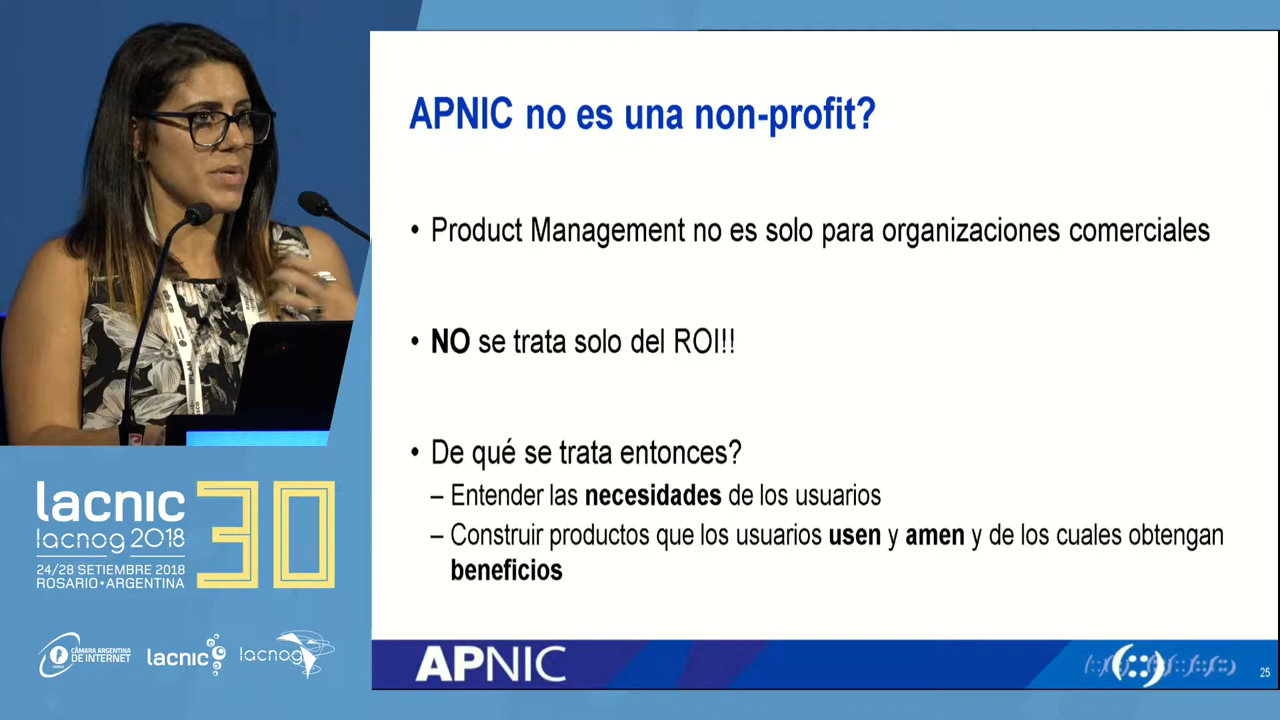 APNIC no es una non-profit?
• Product Management no es solo para organizaciones comerciales
• NO se trata solo del ROI!!
• De qué se trata entonces?
– Entender las necesidades de los usuarios
– Construir productos que los usuarios usen y amen y de los cuales obtengan
beneficios
APNIC
25
lacnic 30
lacnog 2018
24/28 SETIEMBRE 2018
ROSARIO • ARGENTINA
CÁMARA ARGENTINA
DE INTERNET
lacnic
lacnog
IPLAN